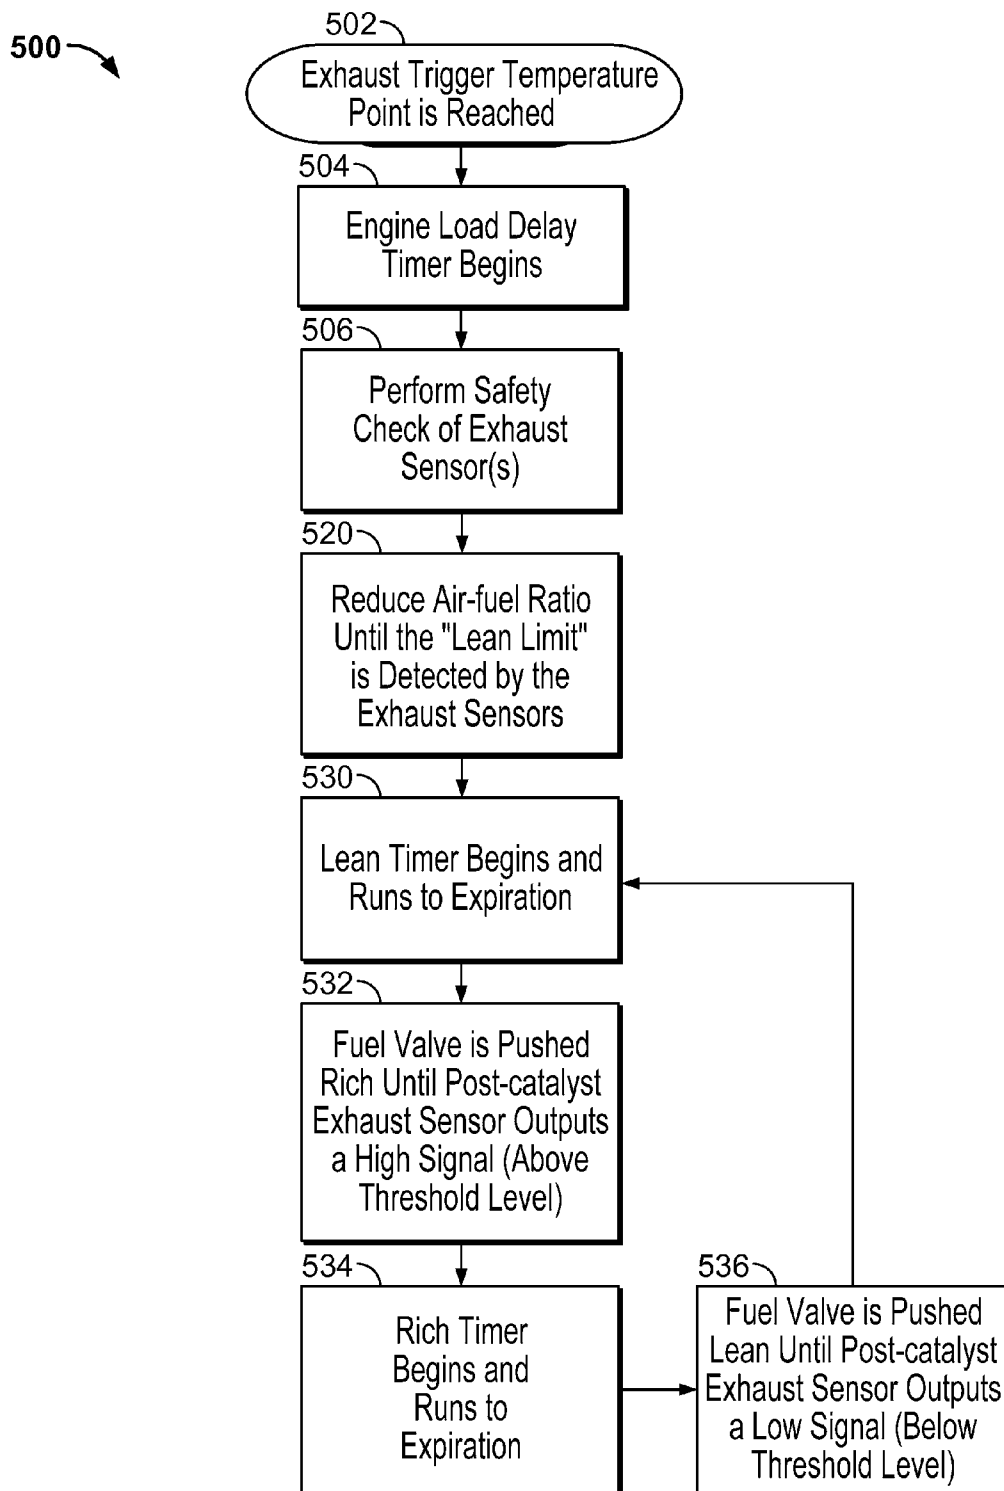 500
502
Exhaust Trigger Temperature
Point is Reached
504
Engine Load Delay
Timer Begins
506
Perform Safety
Check of Exhaust
Sensor(s)
520
Reduce Air-fuel Ratio
Until the "Lean Limit"
is Detected by the
Exhaust Sensors
530
Lean Timer Begins and
Runs to Expiration
532
Fuel Valve is Pushed
Rich Until Post-catalyst
Exhaust Sensor Outputs
a High Signal (Above
Threshold Level)
534
Rich Timer
Begins and
Runs to
Expiration
536
Fuel Valve is Pushed
Lean Until Post-catalyst
Exhaust Sensor Outputs
a Low Signal (Below
Threshold Level)